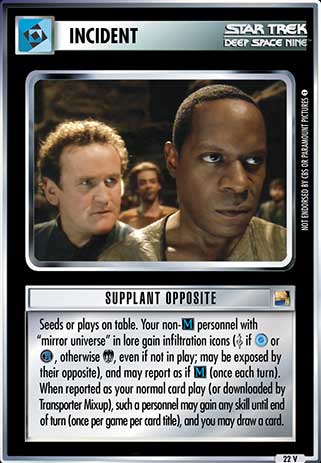 INCIDENT
STAR TREK
DEEP SPACE NINE
NOT ENDORSED BY CBS OR PARAMOUNT PICTURES
SUPPLANT OPPOSITE
Seeds or plays on table. Your non-M personnel with
"mirror universe" in lore gain infiltration icons ( if
or , otherwise , even if not in play; may be exposed by
their opposite), and may report as if M (once each turn).
When reported as your normal card play (or downloaded by
Transporter Mixup), such a personnel may gain any skill until end
of turn (once per game per card title), and you may draw a card.
22 V